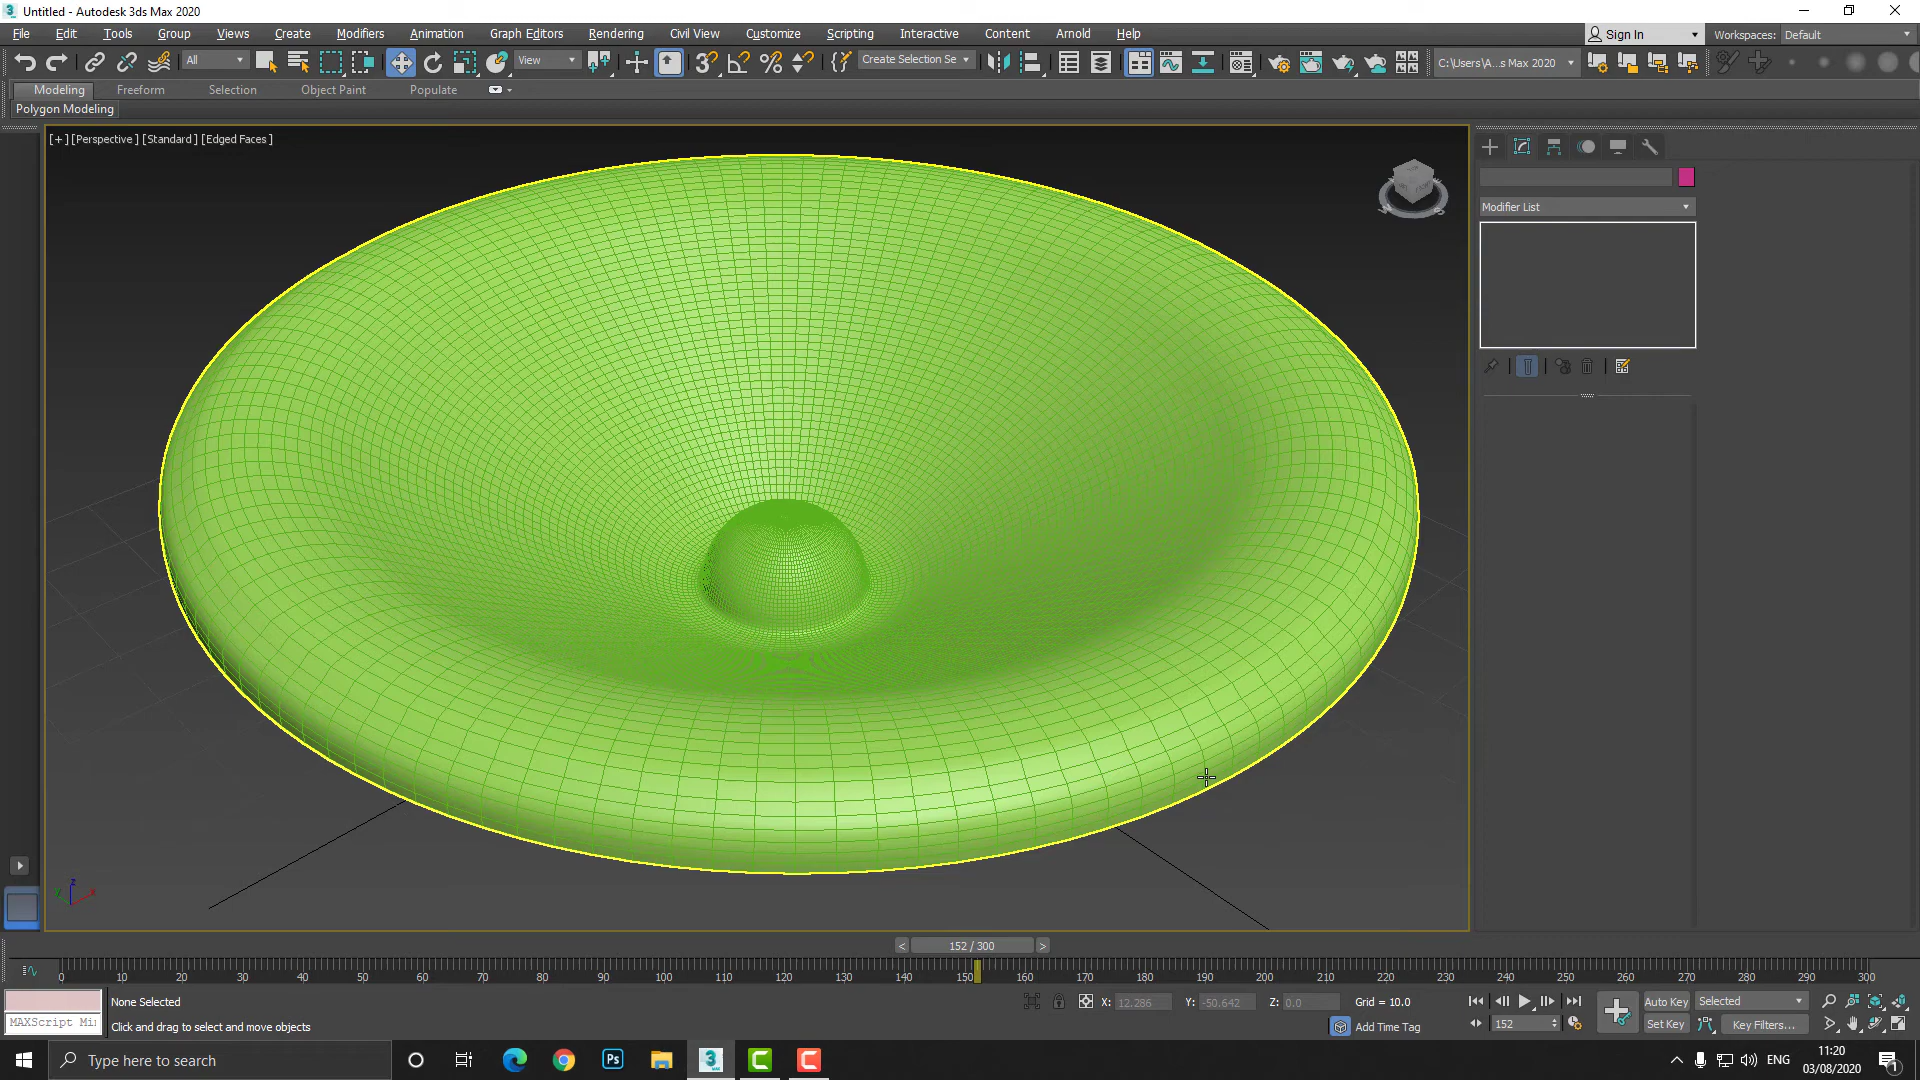 Untitled - Autodesk 3ds Max 2020
File Edit Tools Group Views Create Modifiers Animation Graph Editors Rendering Civil View Customize Scripting Interactive Content Arnold Help
Sign In
Workspaces: Default
All
View
Create Selection Se
C:\Users\A...s Max 2020
Modeling Freeform Selection Object Paint Populate
Polygon Modeling
[+] [Perspective] [Standard] [Edged Faces]
Modifier List
z
y
x
< 152 / 300 >
0 10 20 30 40 50 60 70 80 90 100 110 120 130 140 150 160 170 180 190 200 210 220 230 240 250 260 270 280 290 300
None Selected
X: 12.286 Y: -50.642 Z: 0.0 Grid = 10.0
Auto Key Selected
MAXScript Mi
Click and drag to select and move objects
Add Time Tag
152
Set Key Key Filters...
Type here to search
Ps
3
ENG
11:20
03/08/2020
1